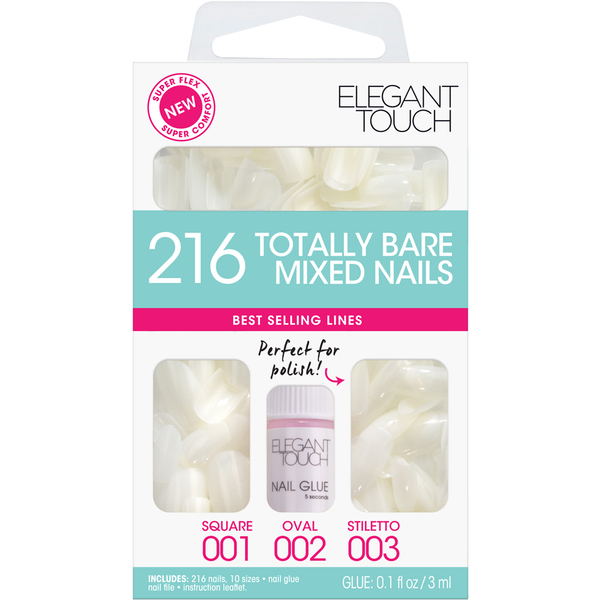 SUPER FLEX
NEW
SUPER COMFORT
ELEGANT
TOUCH
216 TOTALLY BARE
MIXED NAILS
BEST SELLING LINES
Perfect for
polish!
ELEGANT
TOUCH
NAIL GLUE
5 seconds
SQUARE
001
OVAL
002
STILETTO
003
INCLUDES: 216 nails, 10 sizes • nail glue
nail file • instruction leaflet.
GLUE: 0.1 fl oz/3 ml